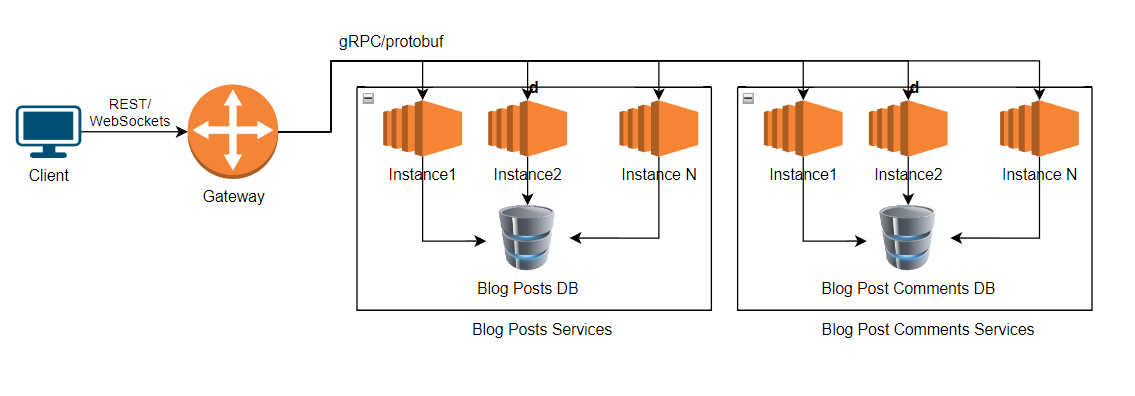 gRPC/protobuf
REST/
WebSockets
Client
Gateway
d
Instance1
Instance2
Instance N
Blog Posts DB
Blog Posts Services
d
Instance1
Instance2
Instance N
Blog Post Comments DB
Blog Post Comments Services